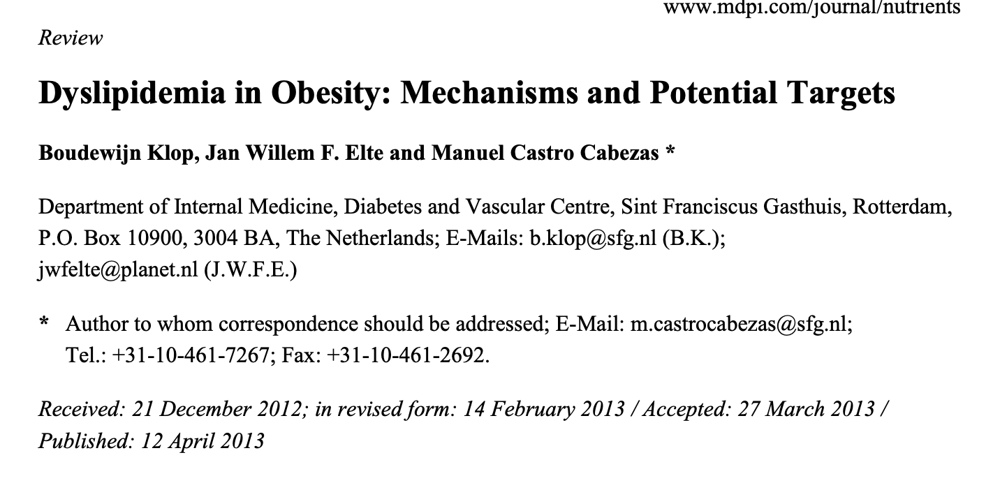 www.mdpi.com/journal/nutrients
Review
Dyslipidemia in Obesity: Mechanisms and Potential Targets
Boudewijn Klop, Jan Willem F. Elte and Manuel Castro Cabezas *
Department of Internal Medicine, Diabetes and Vascular Centre, Sint Franciscus Gasthuis, Rotterdam,
P.O. Box 10900, 3004 BA, The Netherlands; E-Mails: b.klop@sfg.nl (B.K.);
jwfelte@planet.nl (J.W.F.E.)
* Author to whom correspondence should be addressed; E-Mail: m.castrocabezas@sfg.nl;
Tel.: +31-10-461-7267; Fax: +31-10-461-2692.
Received: 21 December 2012; in revised form: 14 February 2013 / Accepted: 27 March 2013 /
Published: 12 April 2013